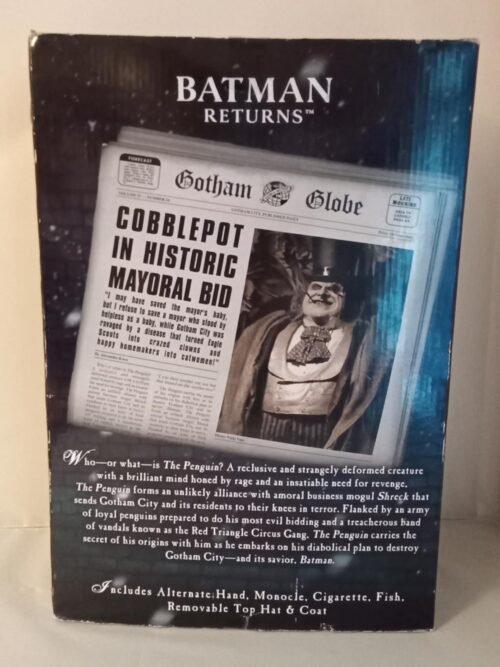 BATMAN
RETURNS™
FORECAST
Gotham Globe
LATE
COBBLEPOT
IN HISTORIC
MAYORAL BID
"I may have saved the mayor's baby,
but I refuse to save a mayor who stood by
helpless as a baby, while Gotham City was
ravaged by a disease that turned Eagle
Scouts into crazed clowns and
happy homemakers into catwomen!"
Who—or what—is The Penguin? A reclusive and strangely deformed creature
with a brilliant mind honed by rage and an insatiable need for revenge.
The Penguin forms an unlikely alliance with amoral business mogul Shreck that
sends Gotham City and its residents to their knees in terror. Flanked by an army
of loyal penguins prepared to do his most evil bidding and a treacherous band
of vandals known as the Red Triangle Circus Gang, The Penguin carries the
secret of his origins with him as he embarks on his diabolical plan to destroy
Gotham City—and its savior, Batman.
Includes Alternate Hand, Monocle, Cigarette, Fish,
Removable Top Hat & Coat